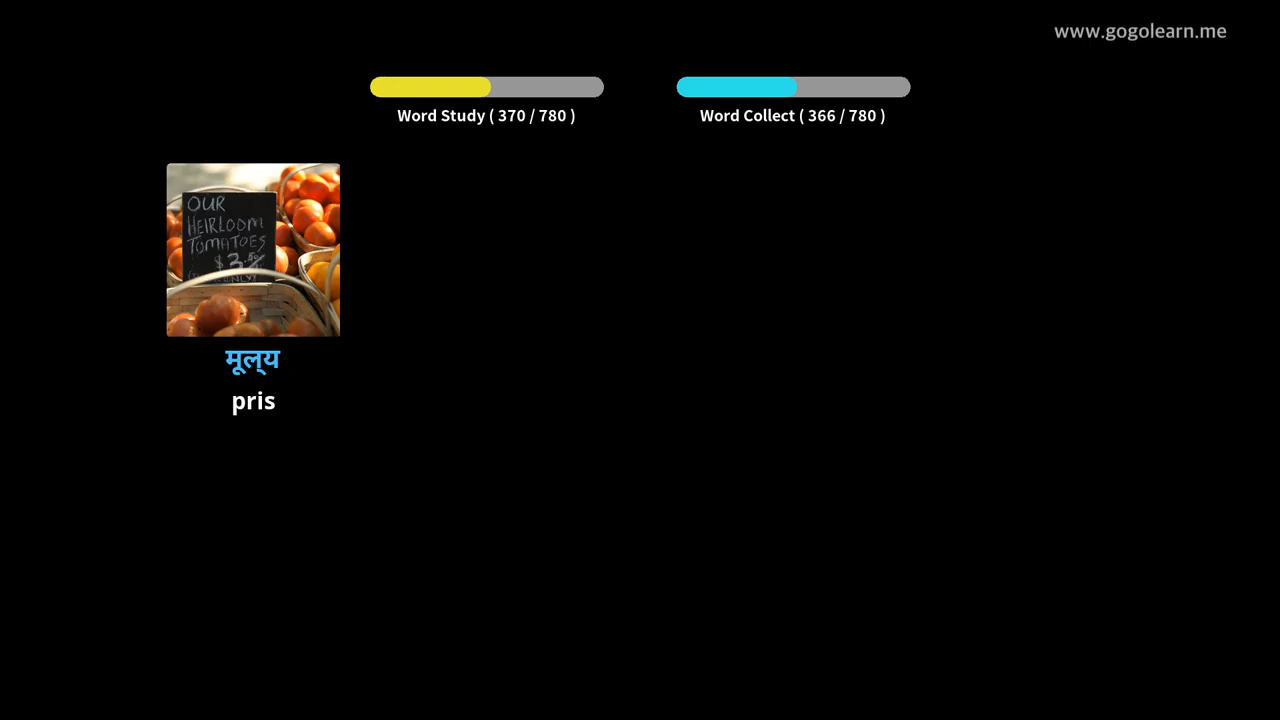 www.gogolearn.me
Word Study ( 370 / 780 )
Word Collect ( 366 / 780 )
OUR
HEIRLOOM
TOMATOES
मूल्य
pris